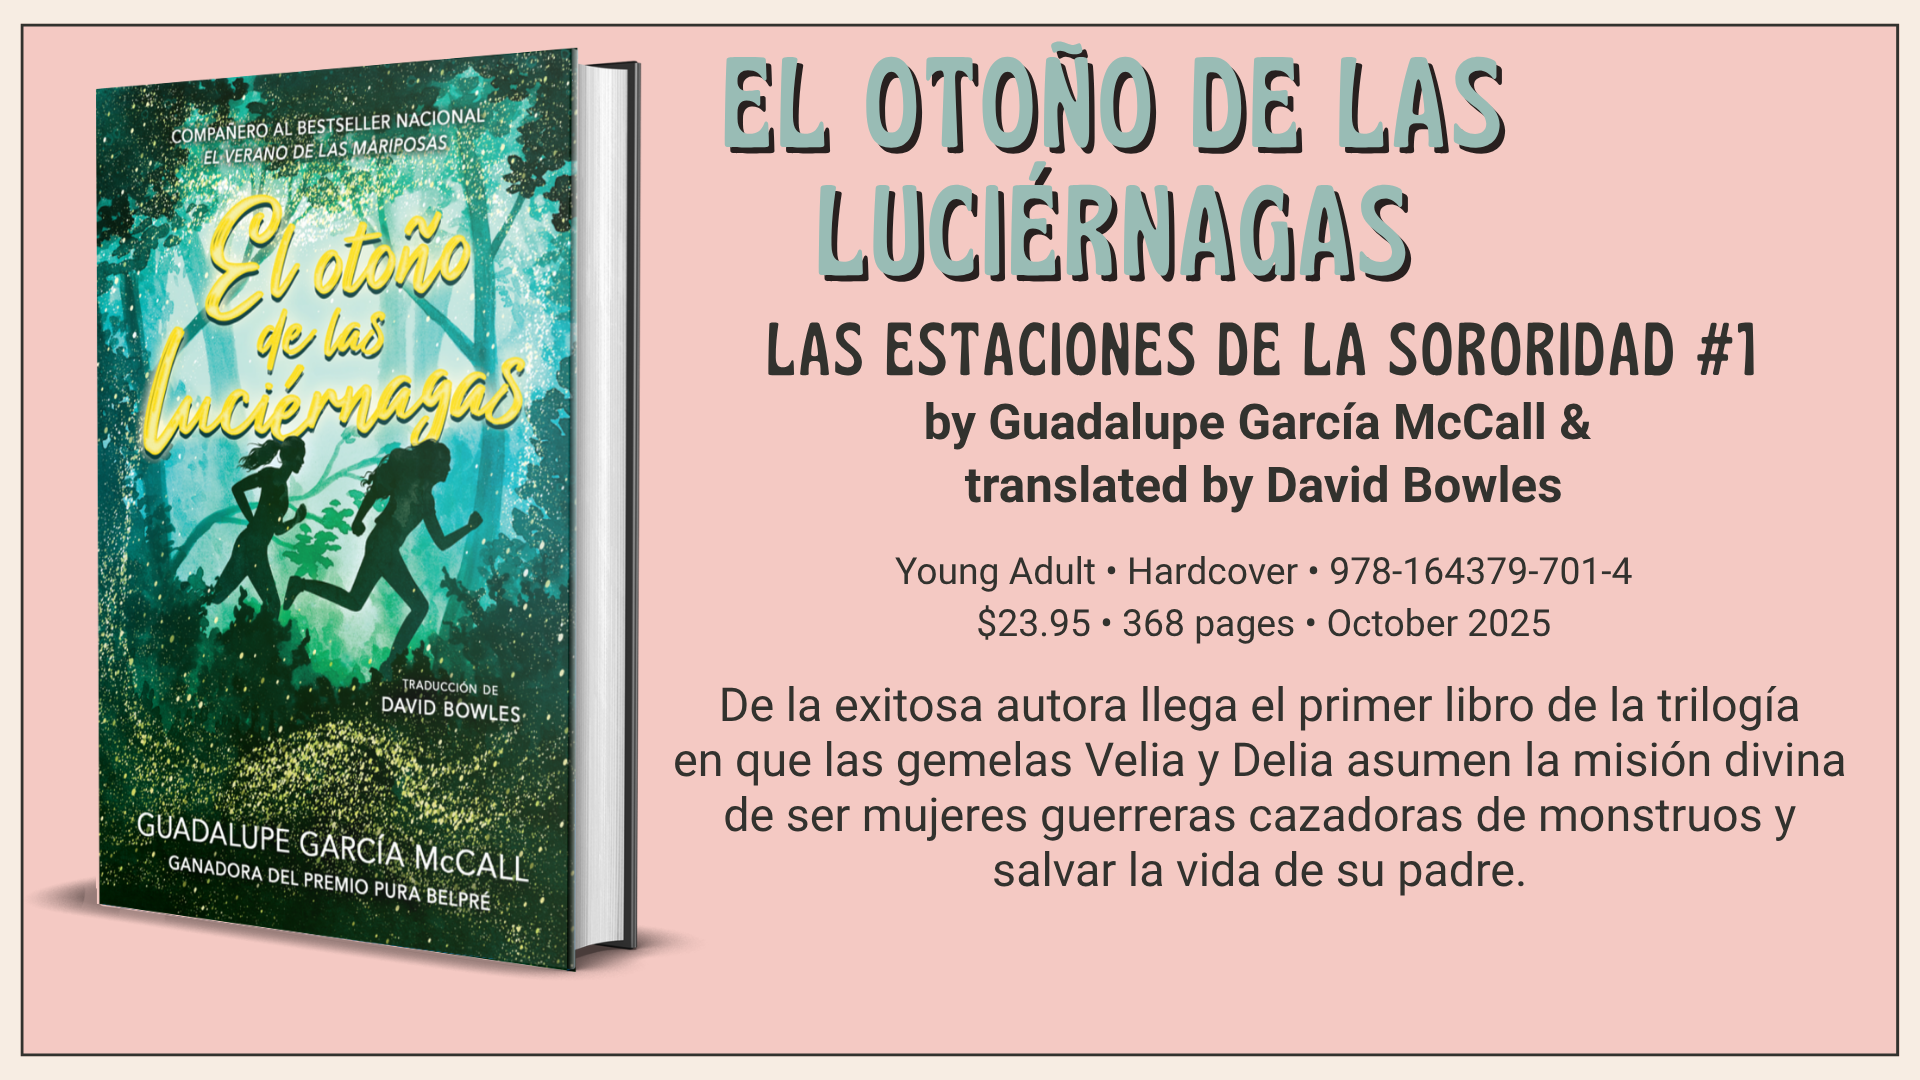 COMPAÑERO AL BESTSELLER NACIONAL
EL VERANO DE LAS MARIPOSAS
El otoño
de las
luciérnagas
TRADUCCIÓN DE
DAVID BOWLES
GUADALUPE GARCÍA McCALL
GANADORA DEL PREMIO PURA BELPRÉ
EL OTOÑO DE LAS
LUCIÉRNAGAS
LAS ESTACIONES DE LA SORORIDAD #1
by Guadalupe García McCall &
translated by David Bowles
Young Adult • Hardcover • 978-164379-701-4
$23.95 • 368 pages • October 2025
De la exitosa autora llega el primer libro de la trilogía
en que las gemelas Velia y Delia asumen la misión divina
de ser mujeres guerreras cazadoras de monstruos y
salvar la vida de su padre.